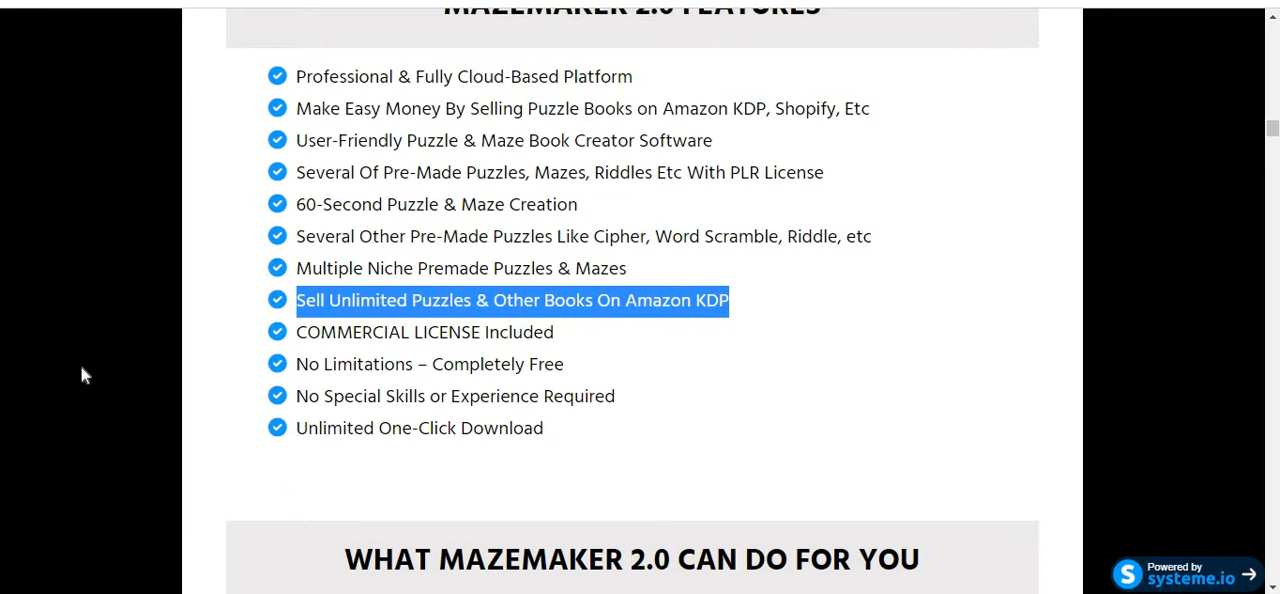 MAZEMAKER 2.0 FEATURES
Professional & Fully Cloud-Based Platform
Make Easy Money By Selling Puzzle Books on Amazon KDP, Shopify, Etc
User-Friendly Puzzle & Maze Book Creator Software
Several Of Pre-Made Puzzles, Mazes, Riddles Etc With PLR License
60-Second Puzzle & Maze Creation
Several Other Pre-Made Puzzles Like Cipher, Word Scramble, Riddle, etc
Multiple Niche Premade Puzzles & Mazes
Sell Unlimited Puzzles & Other Books On Amazon KDP
COMMERCIAL LICENSE Included
No Limitations – Completely Free
No Special Skills or Experience Required
Unlimited One-Click Download
WHAT MAZEMAKER 2.0 CAN DO FOR YOU
S
Powered by
systeme.io